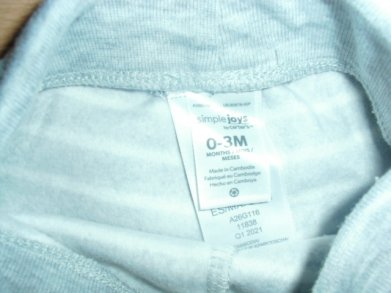 simple joys
by carter's
0-3M
MONTHS / MOIS /
MESES
Made in Cambodia
Fabriqué au Cambodge
Hecho en Camboya
A26G116
11838
Q1 2021